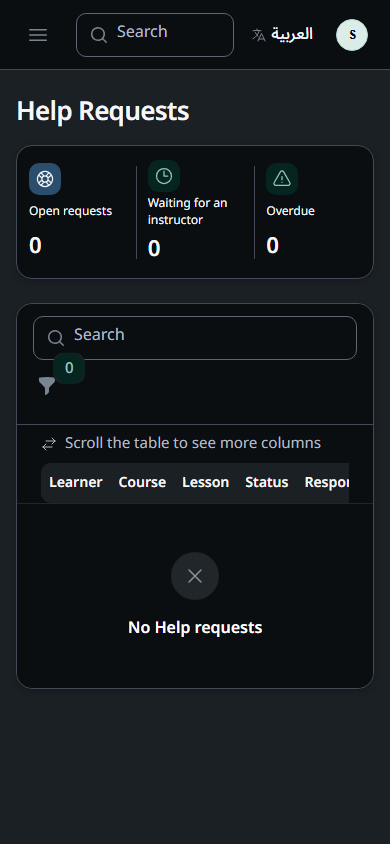 Search
العربية
S
Help Requests
Open requests
0
Waiting for an
instructor
0
Overdue
0
Search
0
Scroll the table to see more columns
Learner Course Lesson Status Respon
No Help requests